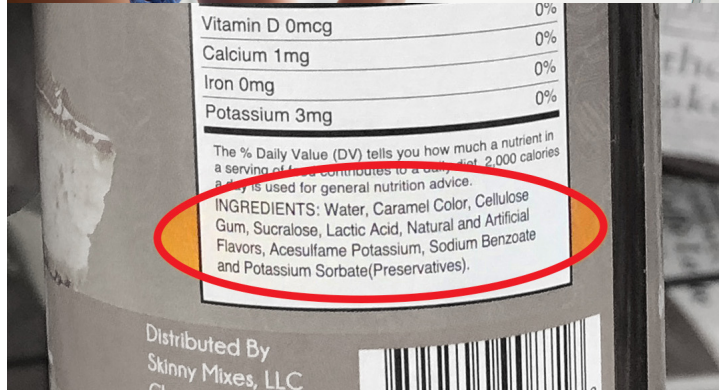 0%
Vitamin D 0mcg 0%
Calcium 1mg 0%
Iron 0mg 0%
Potassium 3mg
The % Daily Value (DV) tells you how much a nutrient in
a serving of food contributes to a daily diet. 2,000 calories
a day is used for general nutrition advice.
INGREDIENTS: Water, Caramel Color, Cellulose
Gum, Sucralose, Lactic Acid, Natural and Artificial
Flavors, Acesulfame Potassium, Sodium Benzoate
and Potassium Sorbate(Preservatives).
Distributed By
Skinny Mixes, LLC